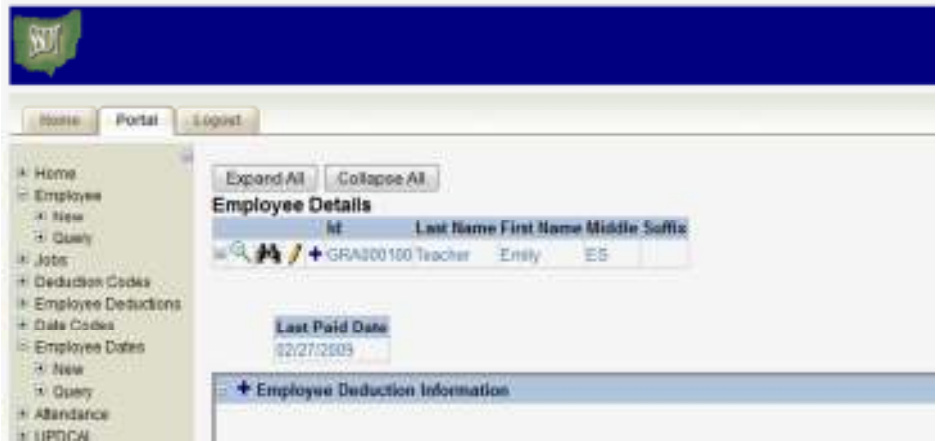 SSDT
Home Portal Logout
Home
Employee
New
Query
Jobs
Deduction Codes
Employee Deductions
Date Codes
Employee Dates
New
Query
Attendance
UPDCAL
Expand All Collapse All
Employee Details
Id Last Name First Name Middle Suffix
GRA000100 Teacher Emily ES
Last Paid Date
02/27/2009
Employee Deduction Information